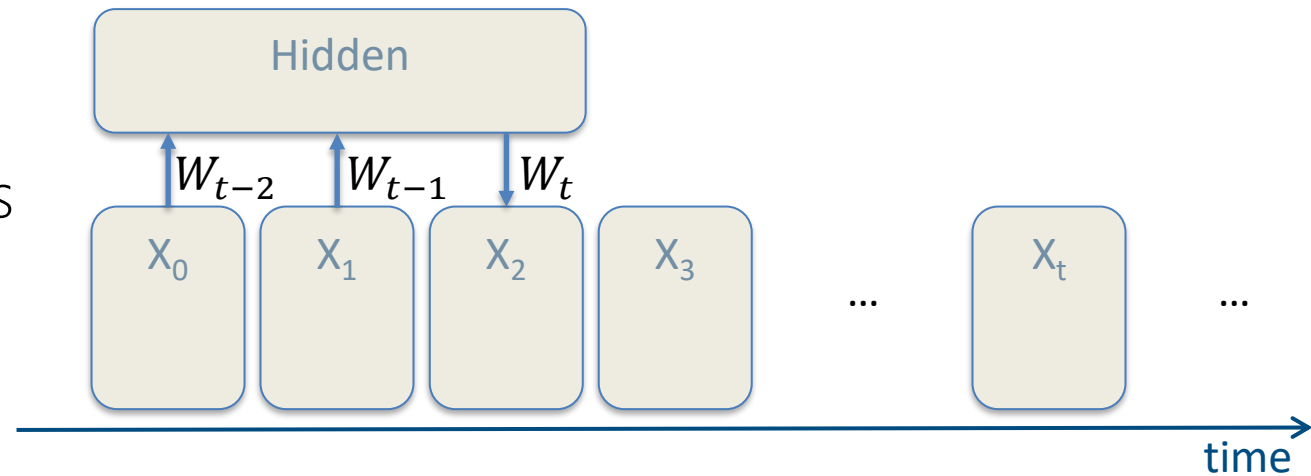 Hidden
W_{t-2} W_{t-1} W_t
s
X_0 X_1 X_2 X_3 ... X_t ...
time